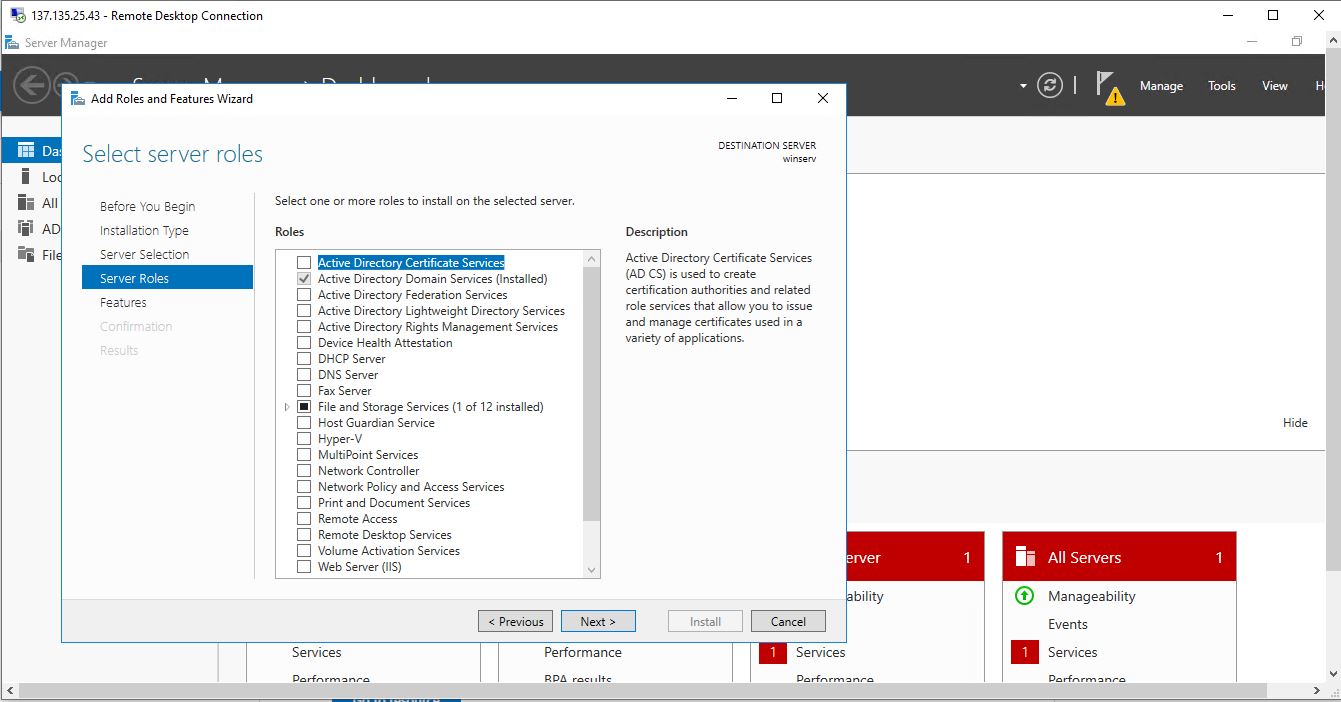 137.135.25.43 - Remote Desktop Connection
Server Manager
Manage Tools View
Add Roles and Features Wizard
Select server roles
DESTINATION SERVER
winserv
Before You Begin
Installation Type
Server Selection
Server Roles
Features
Confirmation
Results
Select one or more roles to install on the selected server.
Roles
Active Directory Certificate Services
Active Directory Domain Services (Installed)
Active Directory Federation Services
Active Directory Lightweight Directory Services
Active Directory Rights Management Services
Device Health Attestation
DHCP Server
DNS Server
Fax Server
File and Storage Services (1 of 12 installed)
Host Guardian Service
Hyper-V
MultiPoint Services
Network Controller
Network Policy and Access Services
Print and Document Services
Remote Access
Remote Desktop Services
Volume Activation Services
Web Server (IIS)
Description
Active Directory Certificate Services
(AD CS) is used to create
certification authorities and related
role services that allow you to issue
and manage certificates used in a
variety of applications.
< Previous
Next >
Install
Cancel
Das
Loc
All
AD
File
Hide
erver 1
ability
1 Services
Performance
All Servers 1
Manageability
Events
1 Services
Performance
Services
Performance
Performance
BPA results